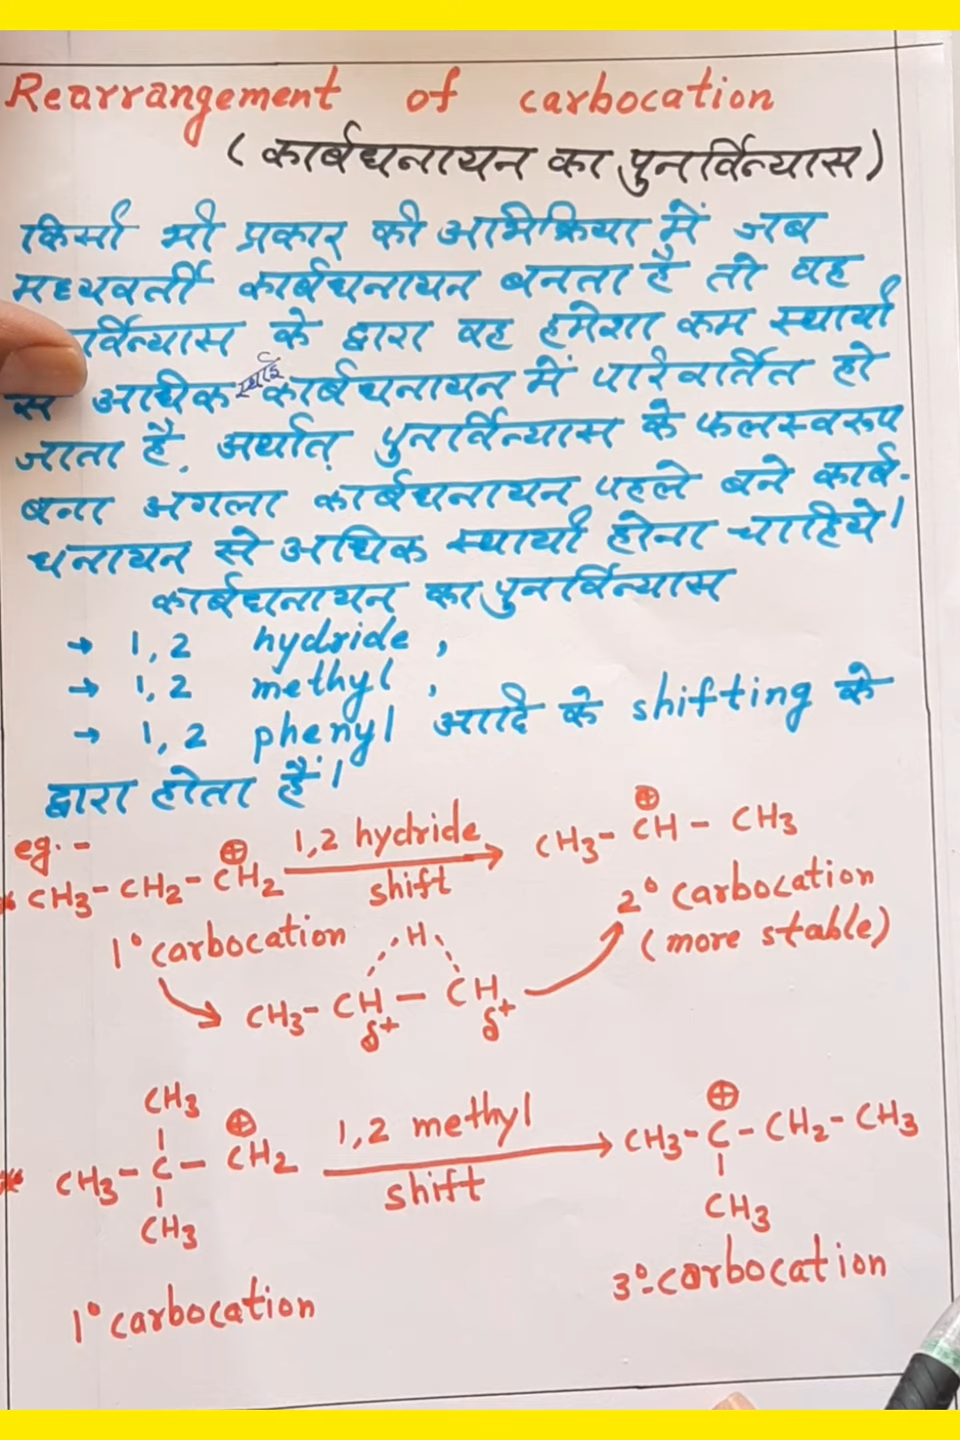 Rearrangement of carbocation
(कार्बधनायन का पुनर्विन्यास)
किसी भी प्रकार की अभिक्रिया में जब
मध्यवर्ती कार्बधनायन बनता है तो वह
र्विन्यास के द्वारा वह हमेशा कम स्थायी
से अधिक स्थाई कार्बधनायन में परिवर्तित हो
जाता है. अर्थात् पुनर्विन्यास के फलस्वरूप
बना अगला कार्बधनायन पहले बने कार्ब-
धनायन से अधिक स्थायी होना चाहिये।
कार्बधनायन का पुनर्विन्यास
→ 1,2 hydride,
→ 1,2 methyl,
→ 1,2 phenyl आदि के shifting के
द्वारा होता है।
eg.-
* CH3-CH2-CH2 ⊕ 1,2 hydride shift → CH3-CH-CH3 ⊕
1° carbocation
2° carbocation
(more stable)
H
CH3-CH-CH
δ+ δ+
CH3
* CH3-C-CH2 ⊕ 1,2 methyl shift → CH3-C-CH2-CH3 ⊕
CH3
CH3
1° carbocation
3°-carbocation